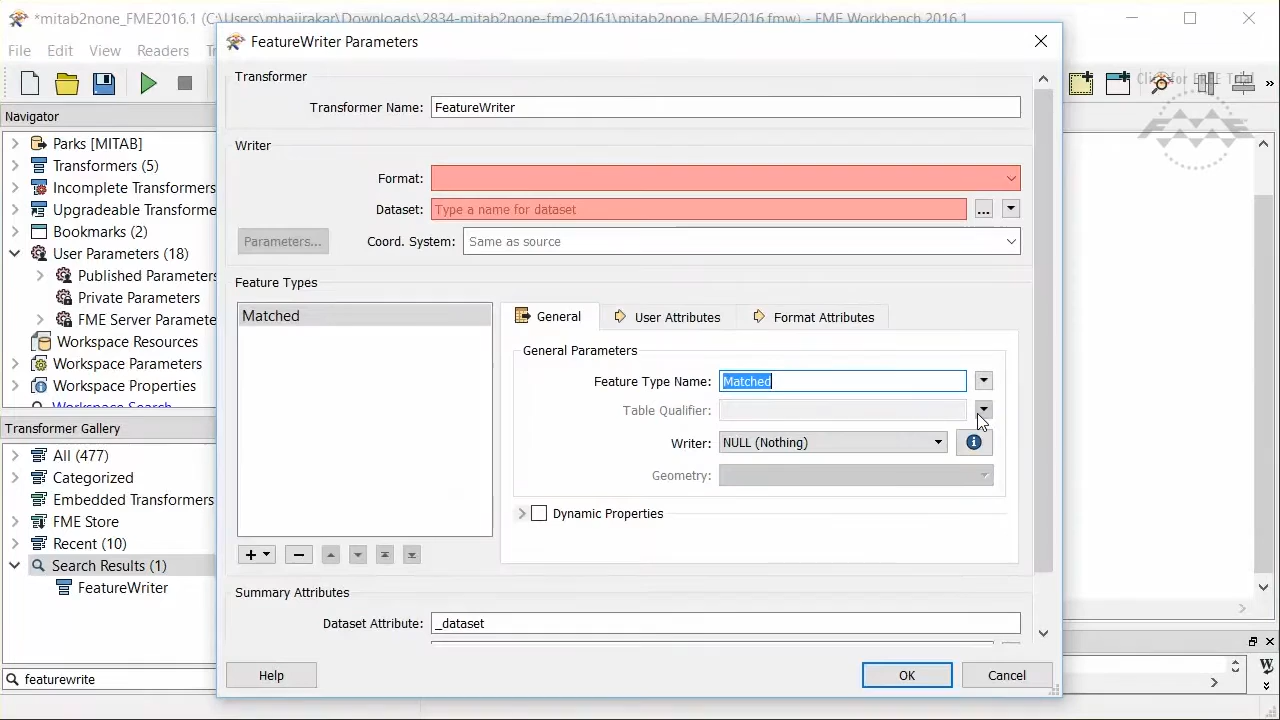 *mitab2none_FME2016.1 (C:\Users\mhajirakar\Downloads\2834-mitab2none-fme20161\mitab2none_FME2016.fmw) - FME Workbench 2016.1
File Edit View Readers
FeatureWriter Parameters
Navigator
Parks [MITAB]
Transformers (5)
Incomplete Transformers
Upgradeable Transforme
Bookmarks (2)
User Parameters (18)
Published Parameters
Private Parameters
FME Server Paramete
Workspace Resources
Workspace Parameters
Workspace Properties
Workspace Search
Transformer Gallery
All (477)
Categorized
Embedded Transformers
FME Store
Recent (10)
Search Results (1)
FeatureWriter
featurewrite
Transformer
Transformer Name: FeatureWriter
Writer
Format:
Dataset: Type a name for dataset
Parameters... Coord. System: Same as source
Feature Types
Matched
General User Attributes Format Attributes
General Parameters
Feature Type Name: Matched
Table Qualifier:
Writer: NULL (Nothing)
Geometry:
Dynamic Properties
Summary Attributes
Dataset Attribute: _dataset
Help OK Cancel
FME